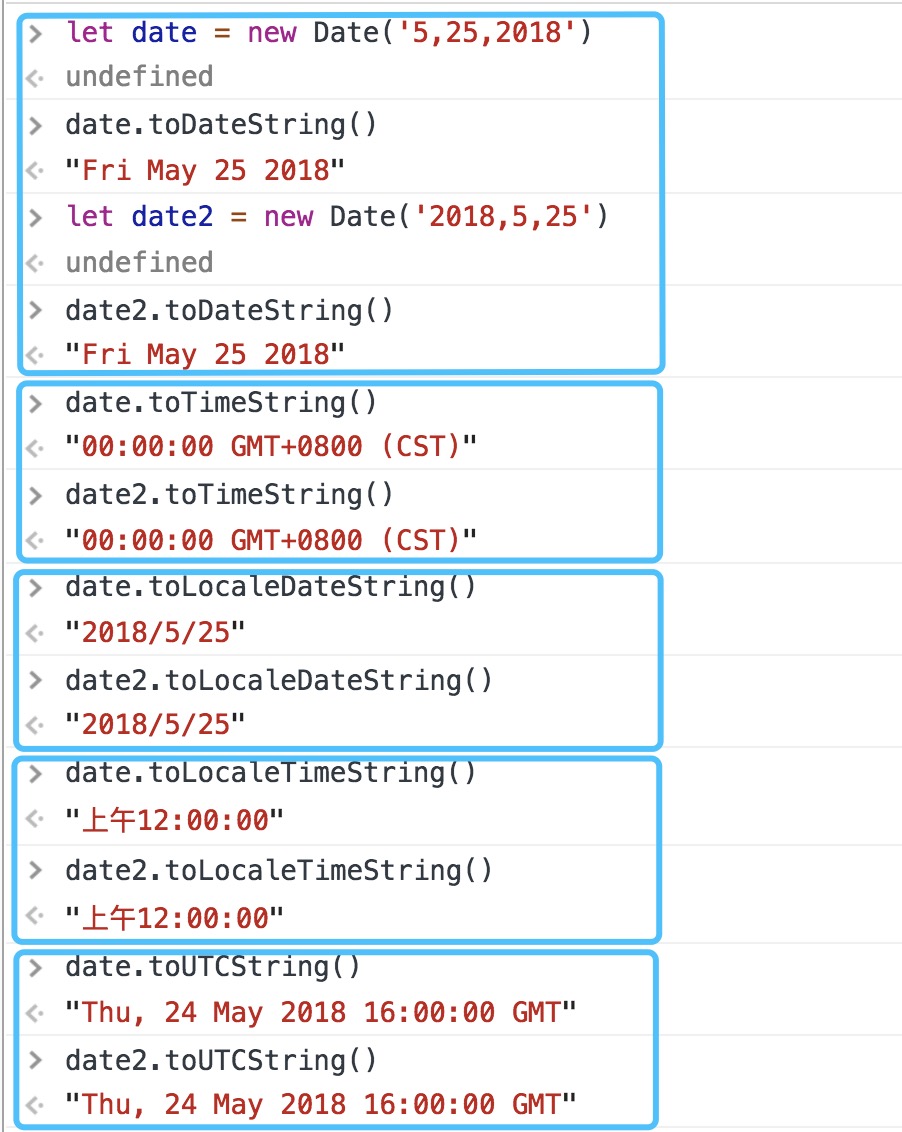 > let date = new Date('5,25,2018')
<· undefined
> date.toDateString()
<· "Fri May 25 2018"
> let date2 = new Date('2018,5,25')
<· undefined
> date2.toDateString()
<· "Fri May 25 2018"
> date.toTimeString()
<· "00:00:00 GMT+0800 (CST)"
> date2.toTimeString()
<· "00:00:00 GMT+0800 (CST)"
> date.toLocaleDateString()
<· "2018/5/25"
> date2.toLocaleDateString()
<· "2018/5/25"
> date.toLocaleTimeString()
<· "上午12:00:00"
> date2.toLocaleTimeString()
<· "上午12:00:00"
> date.toUTCString()
<· "Thu, 24 May 2018 16:00:00 GMT"
> date2.toUTCString()
<· "Thu, 24 May 2018 16:00:00 GMT"